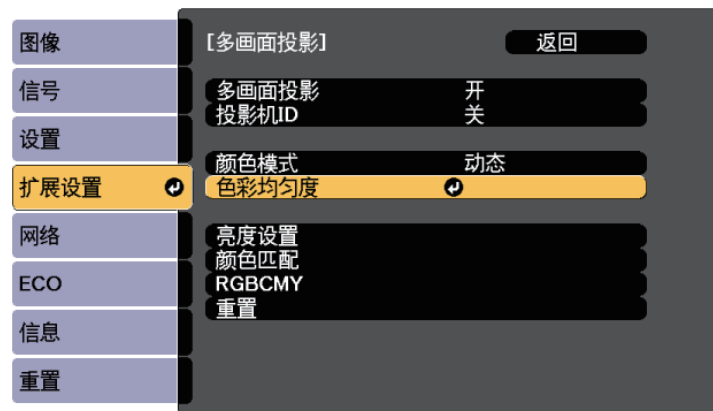 图像
信号
设置
扩展设置
网络
ECO
信息
重置
[多画面投影] 返回
多画面投影 开
投影机ID 关
颜色模式 动态
色彩均匀度
亮度设置
颜色匹配
RGBCMY
重置